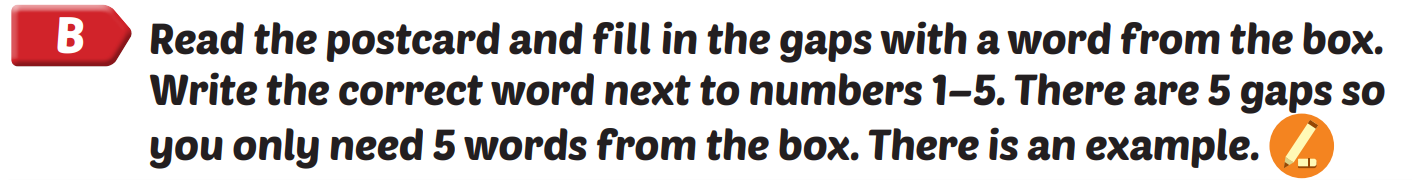 B Read the postcard and fill in the gaps with a word from the box.
Write the correct word next to numbers 1–5. There are 5 gaps so
you only need 5 words from the box. There is an example.